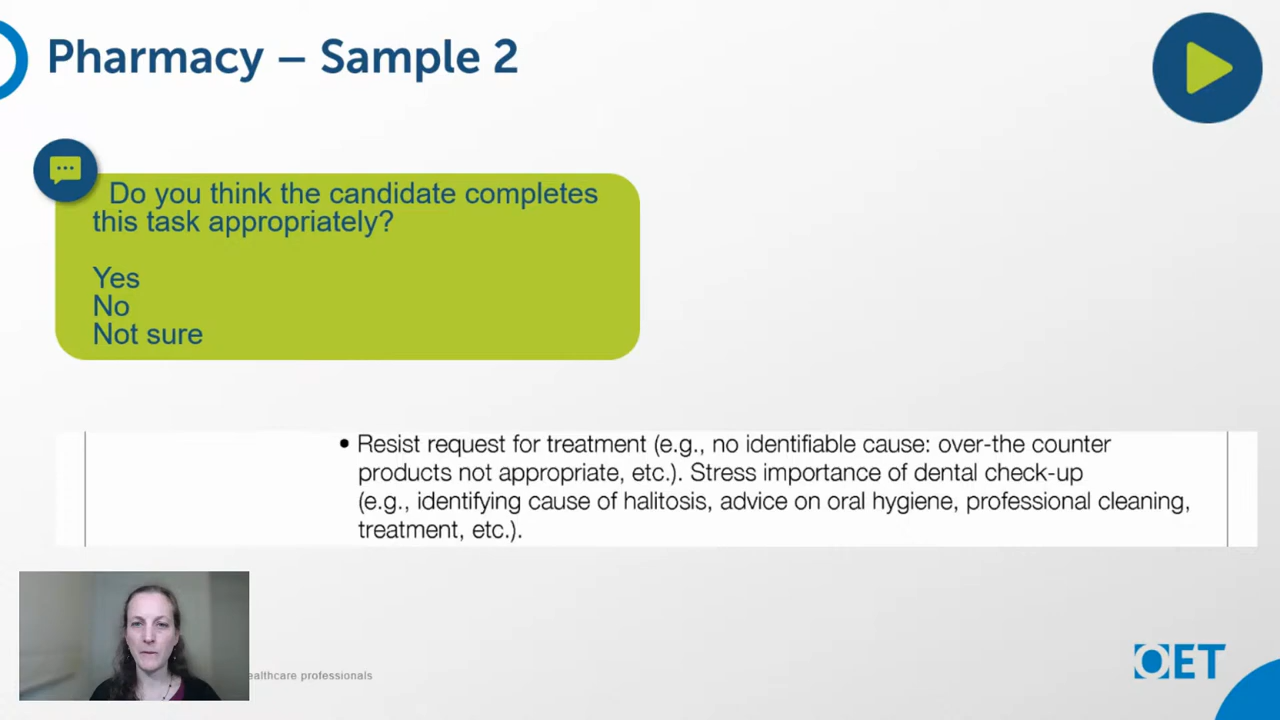 Pharmacy – Sample 2
Do you think the candidate completes
this task appropriately?
Yes
No
Not sure
• Resist request for treatment (e.g., no identifiable cause: over-the counter
products not appropriate, etc.). Stress importance of dental check-up
(e.g., identifying cause of halitosis, advice on oral hygiene, professional cleaning,
treatment, etc.).
ealthcare professionals
OET